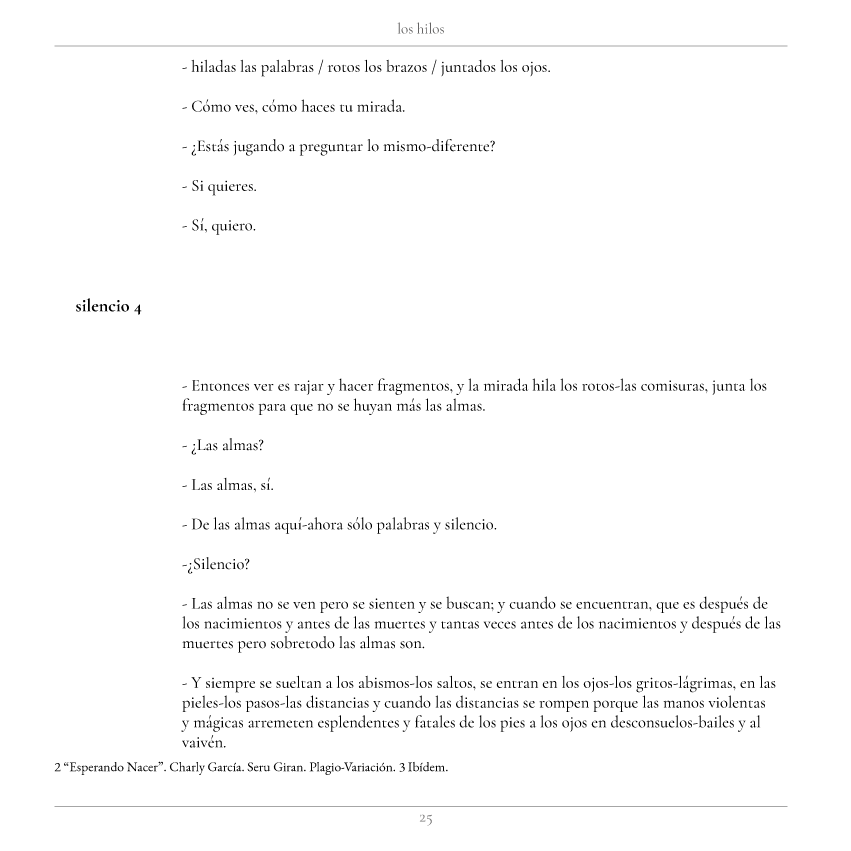 los hilos
- hiladas las palabras / rotos los brazos / juntados los ojos.
- Cómo ves, cómo haces tu mirada.
- ¿Estás jugando a preguntar lo mismo-diferente?
- Si quieres.
- Sí, quiero.
silencio 4
- Entonces ver es rajar y hacer fragmentos, y la mirada hila los rotos-las comisuras, junta los
fragmentos para que no se huyan más las almas.
- ¿Las almas?
- Las almas, sí.
- De las almas aquí-ahora sólo palabras y silencio.
-¿Silencio?
- Las almas no se ven pero se sienten y se buscan; y cuando se encuentran, que es después de
los nacimientos y antes de las muertes y tantas veces antes de los nacimientos y después de las
muertes pero sobretodo las almas son.
- Y siempre se sueltan a los abismos-los saltos, se entran en los ojos-los gritos-lágrimas, en las
pieles-los pasos-las distancias y cuando las distancias se rompen porque las manos violentas
y mágicas arremeten esplendentes y fatales de los pies a los ojos en desconsuelos-bailes y al
vaivén.
2 “Esperando Nacer”. Charly García. Seru Giran. Plagio-Variación. 3 Ibídem.
25